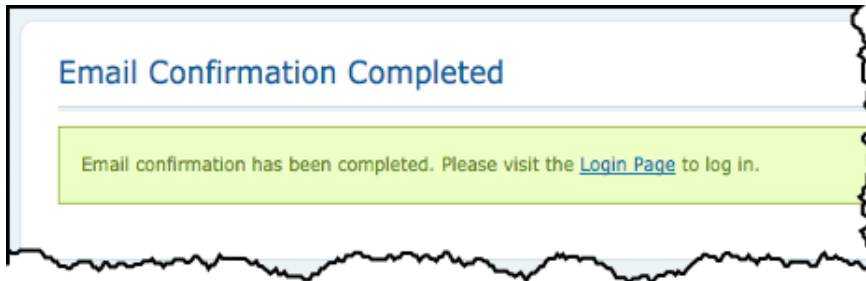 Email Confirmation Completed
Email confirmation has been completed. Please visit the Login Page to log in.